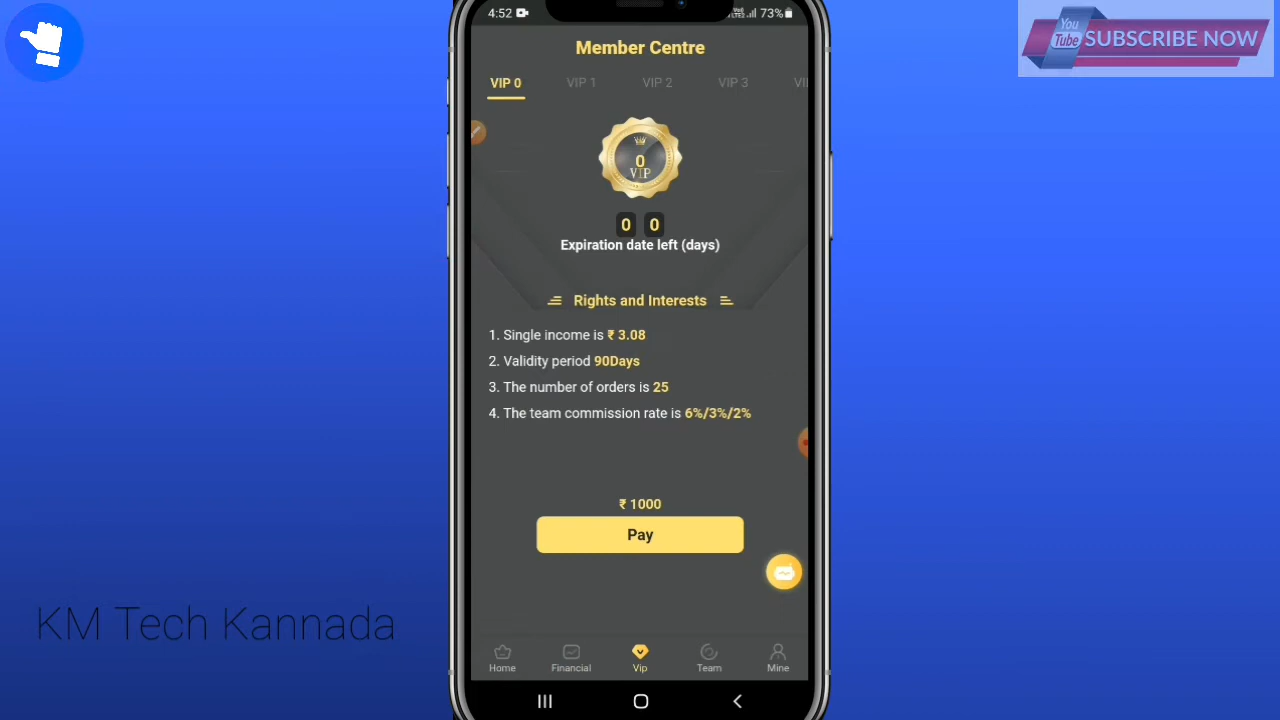 4:52
73%
You
Tube
SUBSCRIBE NOW
Member Centre
VIP 0
VIP 1
VIP 2
VIP 3
VI
0
VIP
0 0
Expiration date left (days)
Rights and Interests
1. Single income is ₹ 3.08
2. Validity period 90Days
3. The number of orders is 25
4. The team commission rate is 6%/3%/2%
₹ 1000
Pay
KM Tech Kannada
Home
Financial
Vip
Team
Mine